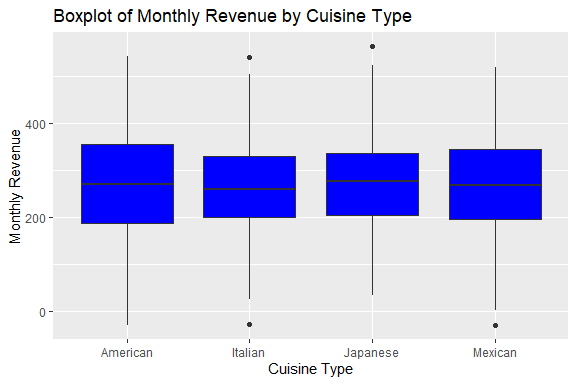 Boxplot of Monthly Revenue by Cuisine Type
Monthly Revenue
400
200
0
American Italian Japanese Mexican
Cuisine Type